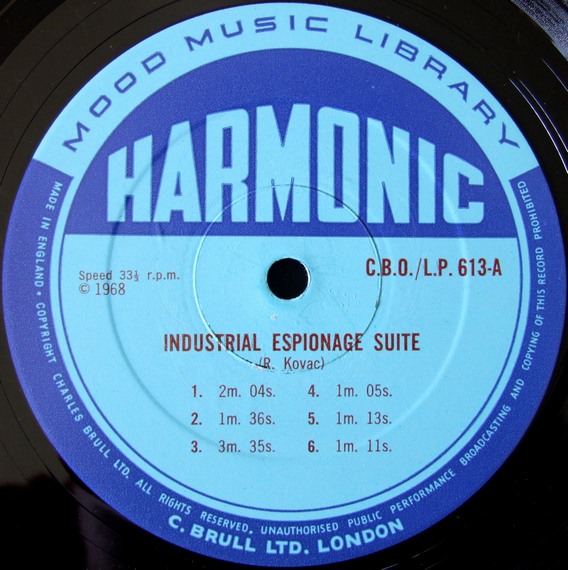 MOOD MUSIC LIBRARY
HARMONIC
Speed 33⅓ r.p.m.
© 1968
C.B.O./L.P. 613-A
INDUSTRIAL ESPIONAGE SUITE
(R. Kovac)
1. 2m. 04s. 4. 1m. 05s.
2. 1m. 36s. 5. 1m. 13s.
3. 3m. 35s. 6. 1m. 11s.
MADE IN ENGLAND • COPYRIGHT CHARLES BRULL LTD. ALL RIGHTS RESERVED. UNAUTHORISED PUBLIC PERFORMANCE BROADCASTING AND COPYING OF THIS RECORD PROHIBITED
C. BRULL LTD. LONDON